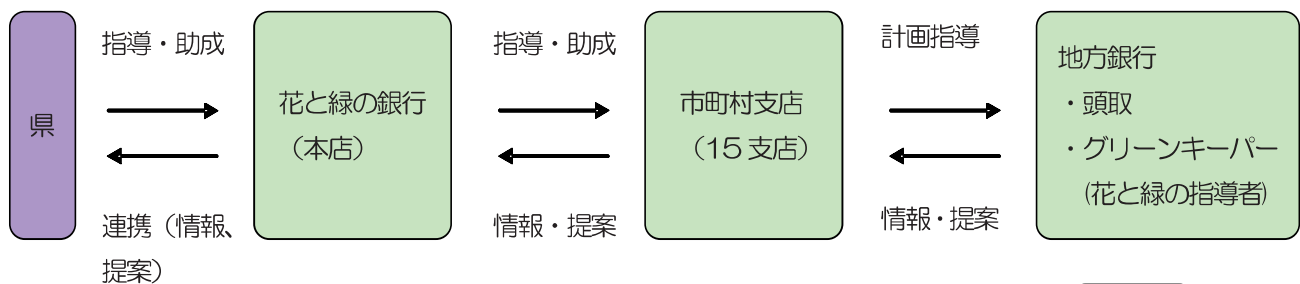 県
指導・助成
連携（情報、
提案）
花と緑の銀行
（本店）
指導・助成
情報・提案
市町村支店
（15支店）
計画指導
情報・提案
地方銀行
・頭取
・グリーンキーパー
(花と緑の指導者)